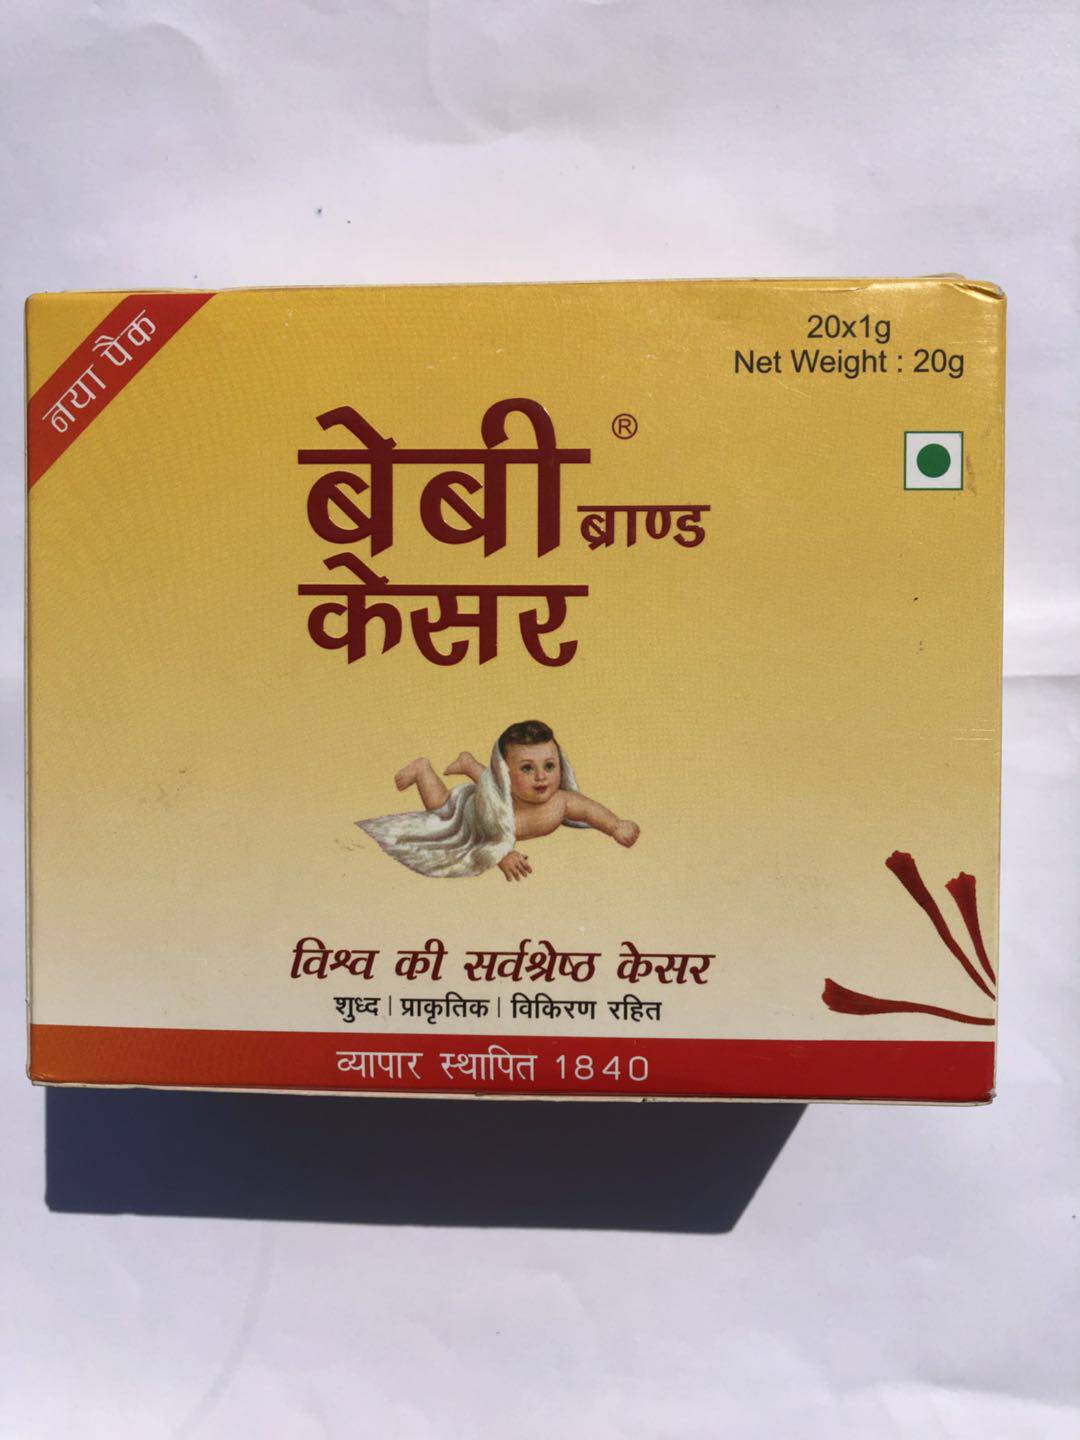 नया पैक
20x1g
Net Weight : 20g
बेबी ®
ब्राण्ड
केसर
विश्व की सर्वश्रेष्ठ केसर
शुध्द | प्राकृतिक | विकिरण रहित
व्यापार स्थापित 1840